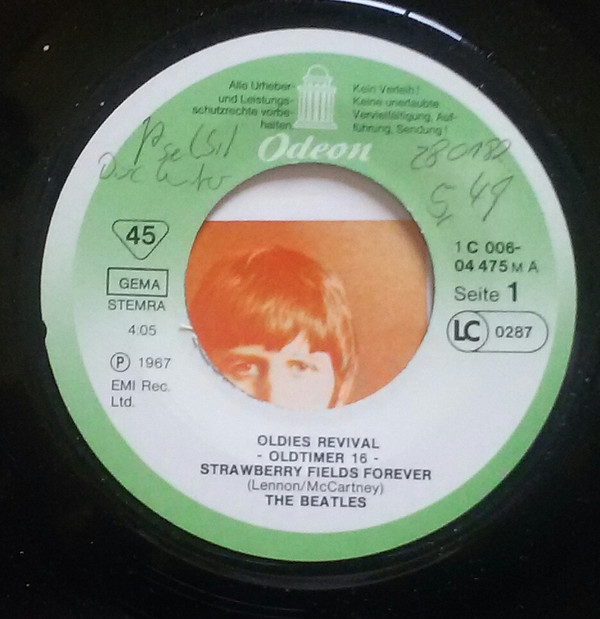 Alle Urheber-
und Leistungs-
schutzrechte vorbe-
halten
Kein Verleih!
Keine unerlaubte
Vervielfältigung, Auf-
führung, Sendung!
Odeon
280182
5,49
45
GEMA
STEMRA
4:05
Ⓟ 1967
EMI Rec.
Ltd.
1 C 006-
04 475 M A
Seite 1
LC 0287
OLDIES REVIVAL
- OLDTIMER 16 -
STRAWBERRY FIELDS FOREVER
(Lennon/McCartney)
THE BEATLES